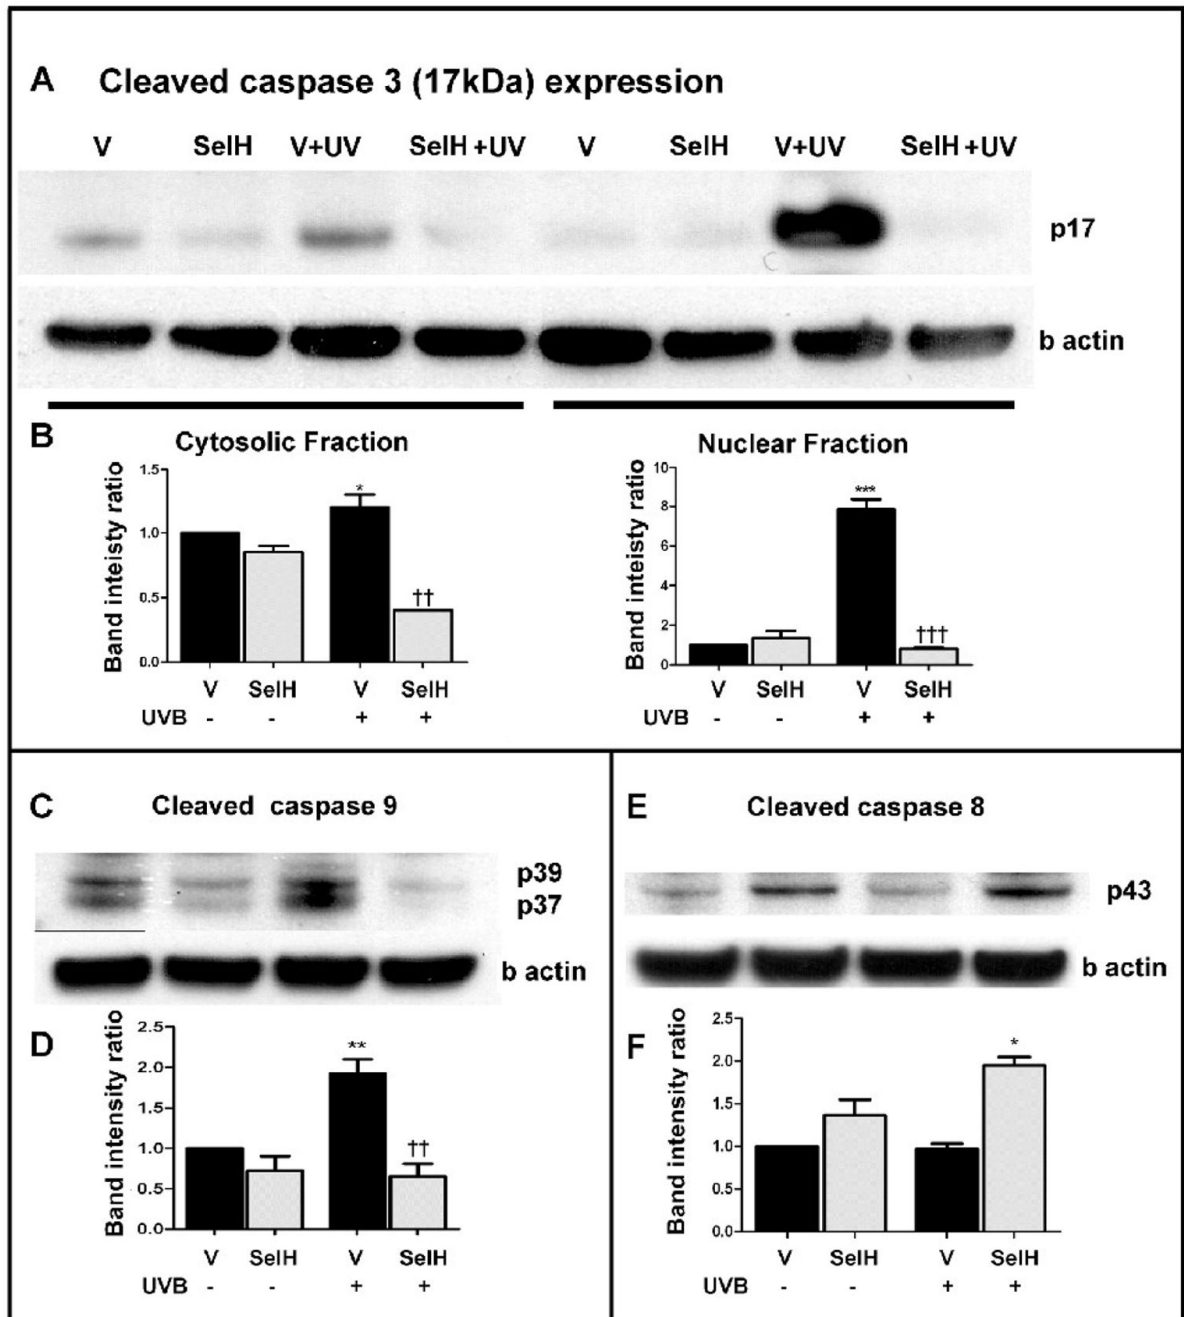 A Cleaved caspase 3 (17kDa) expression
V SelH V+UV SelH +UV V SelH V+UV SelH +UV
p17
b actin
B
Cytosolic Fraction
Band inteisty ratio
1.5
1.0
0.5
0.0
*
††
V SelH V SelH
UVB - - + +
Nuclear Fraction
Band inteisty ratio
10
8
6
4
2
0
***
†††
V SelH V SelH
UVB - - + +
C Cleaved caspase 9
p39
p37
b actin
D
Band intensity ratio
2.5
2.0
1.5
1.0
0.5
0.0
**
††
V SelH V SelH
UVB - - + +
E Cleaved caspase 8
p43
b actin
F
Band intensity ratio
2.5
2.0
1.5
1.0
0.5
0.0
*
V SelH V SelH
UVB - - + +